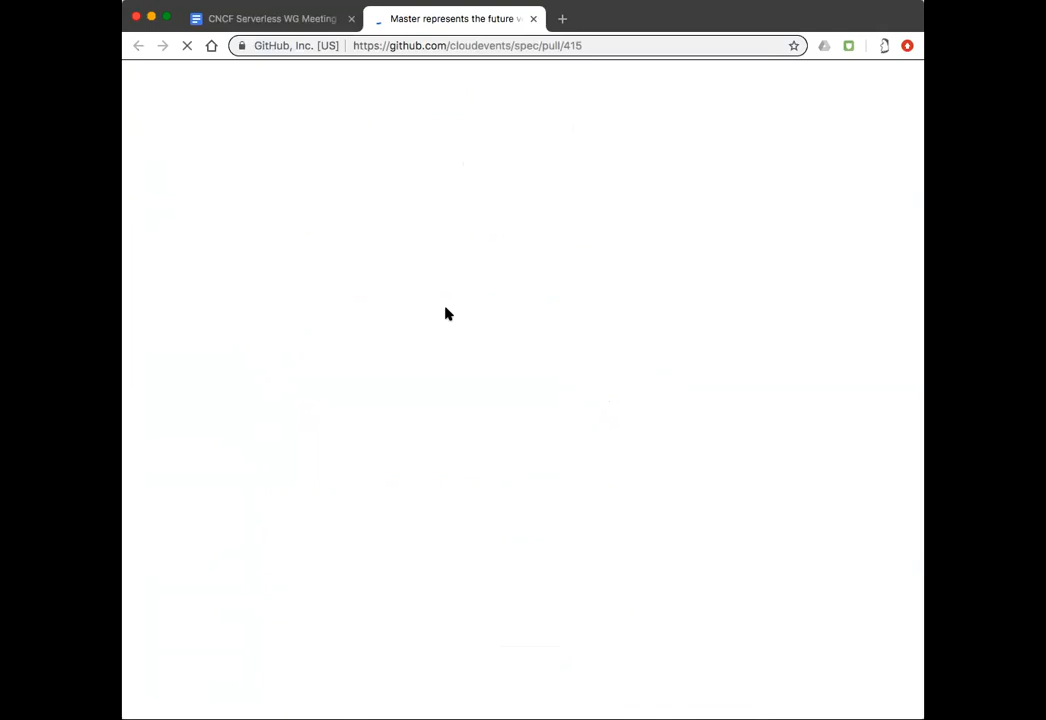 CNCF Serverless WG Meeting
Master represents the future
GitHub, Inc. [US]
https://github.com/cloudevents/spec/pull/415